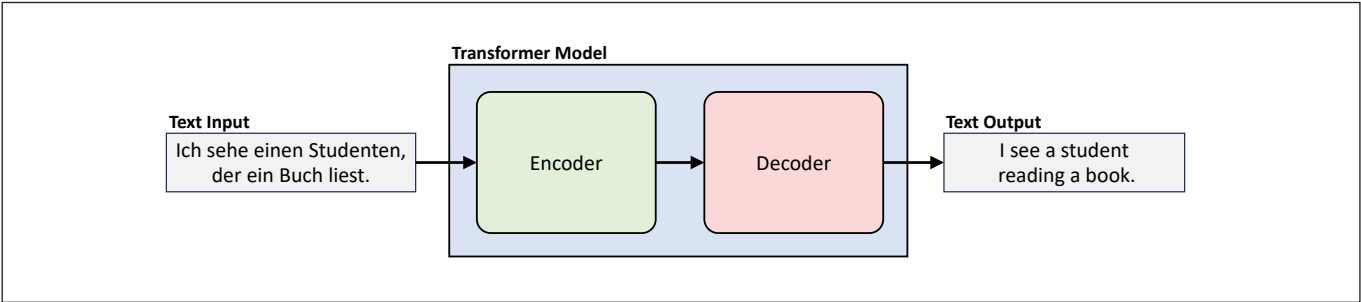 Transformer Model
Text Input
Ich sehe einen Studenten,
der ein Buch liest.
Encoder
Decoder
Text Output
I see a student
reading a book.